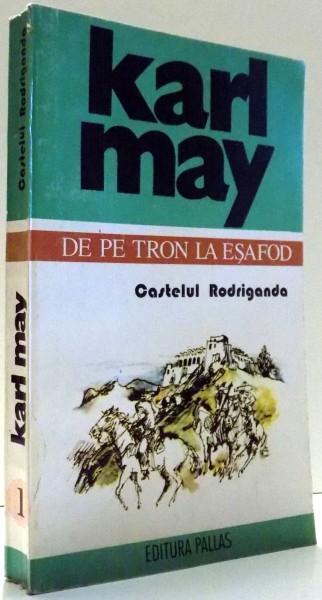 karl
may
DE PE TRON LA EȘAFOD
Castelul Rodriganda
EDITURA PALLAS
Castelul Rodriganda
karl may
1